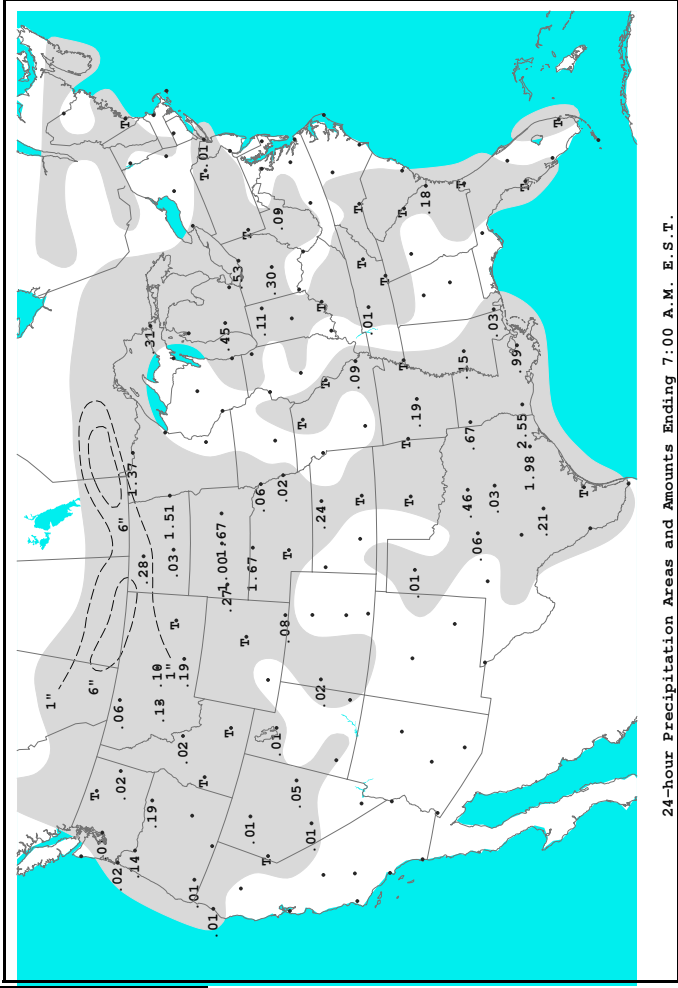 1"
6"
T
.02
.06
.02
6"
T
.14
1.37
.28
.31
.19
.13
.10
1"
.03
1.51
T
.02
.19
.01
T
T
.01
.01
T
.27
1.00
1.67
.45
.53
T
T
.01
1.67
.06
.11
T
.01
.08
T
.02
.30
.09
.05
.01
T
.02
.24
T
T
.09
T
T
.01
T
T
.01
T
T
T
.19
T
.18
.15
T
.06
.46
.67
.03
.03
.99
2.55
T
1.98
.21
T
T
24-hour Precipitation Areas and Amounts Ending 7:00 A.M. E.S.T.